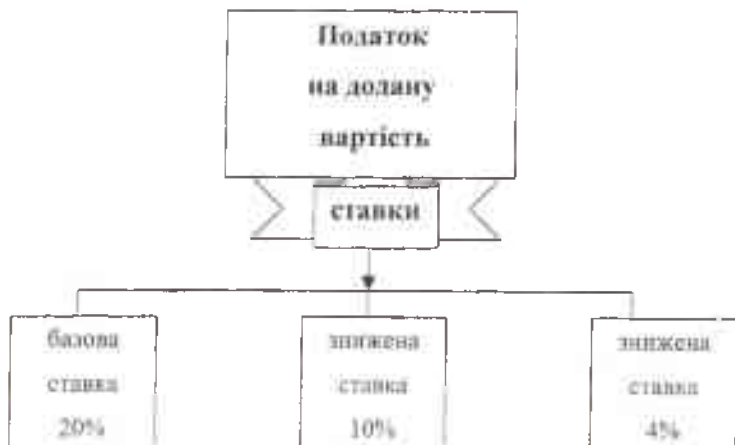 Податок
на додану
вартість
ставки
базова
ставка
20%
знижена
ставка
10%
знижена
ставка
4%